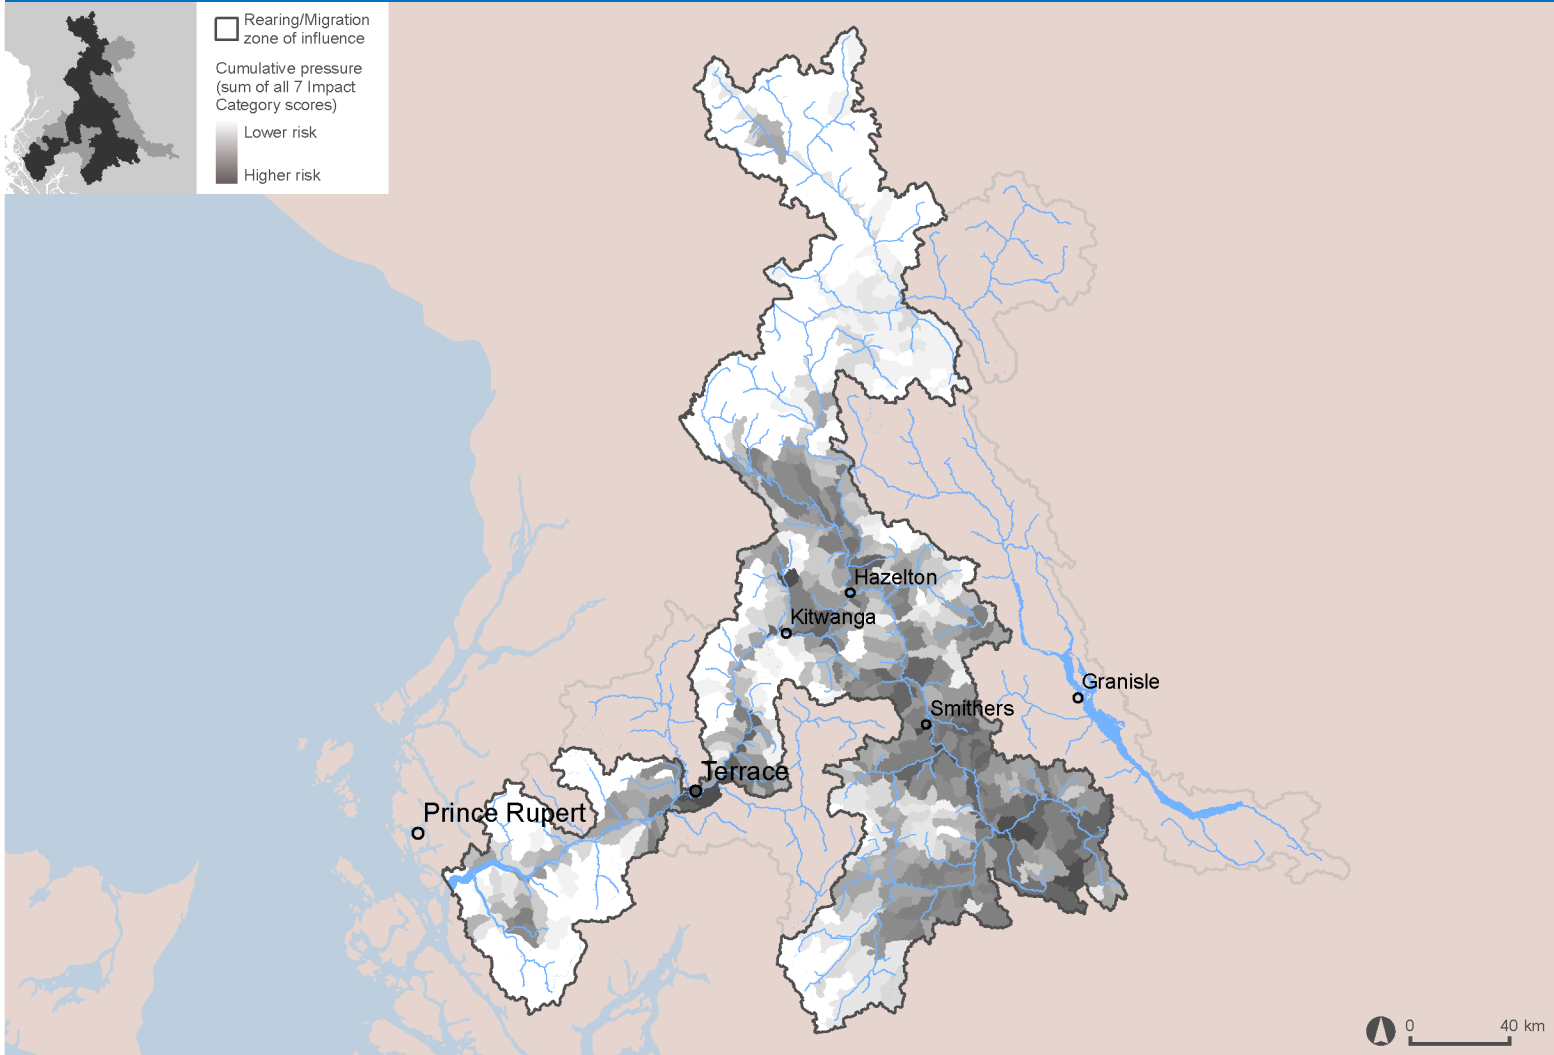 Rearing/Migration
zone of influence
Cumulative pressure
(sum of all 7 Impact
Category scores)
Lower risk
Higher risk
Hazelton
Kitwanga
Granisle
Smithers
Terrace
Prince Rupert
0 40 km